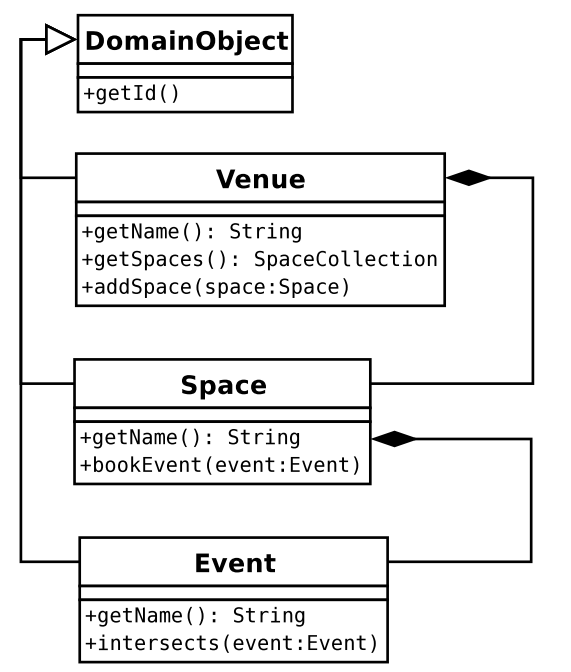 DomainObject
+getId()
Venue
+getName(): String
+getSpaces(): SpaceCollection
+addSpace(space:Space)
Space
+getName(): String
+bookEvent(event:Event)
Event
+getName(): String
+intersects(event:Event)